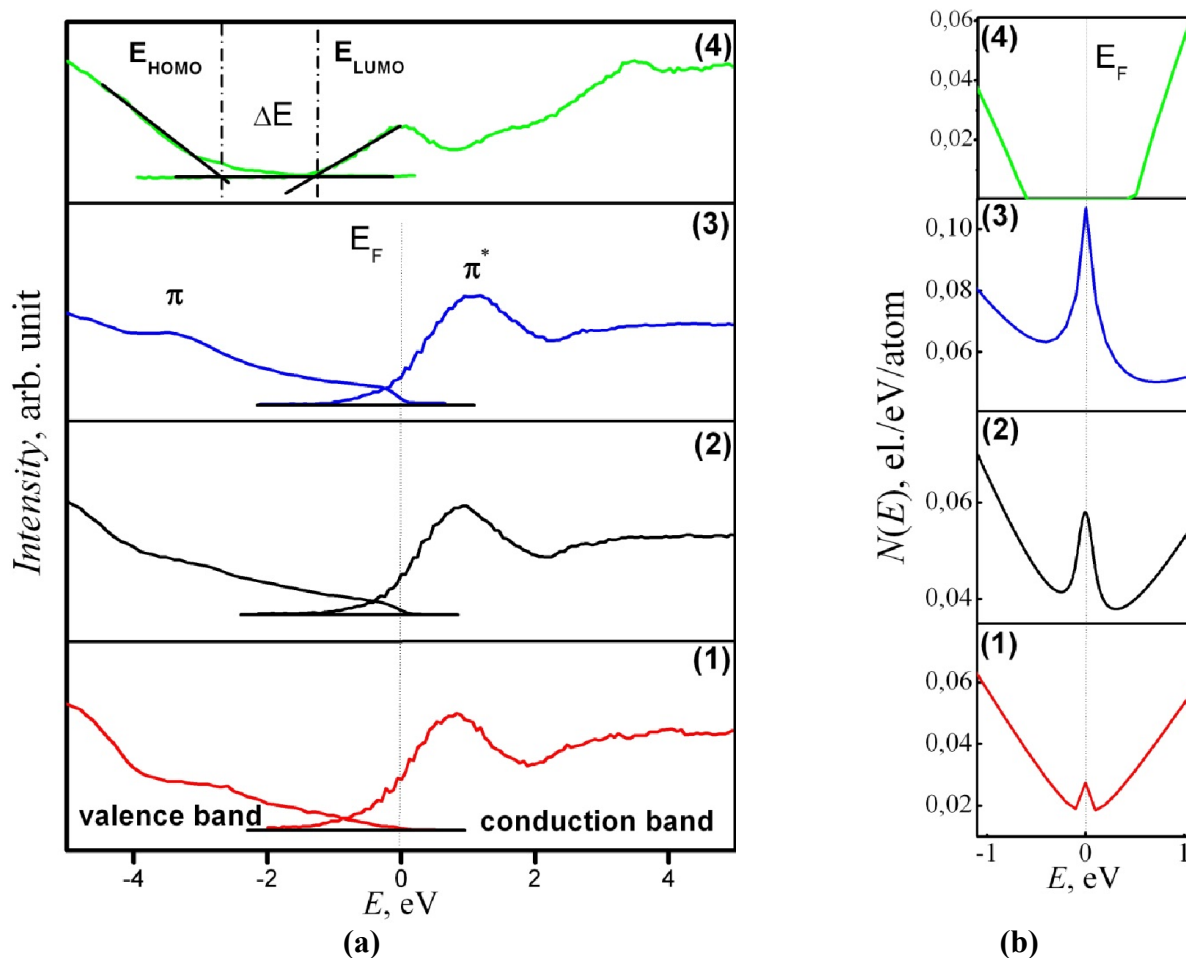 (4)
E_HOMO
E_LUMO
ΔE
(3)
E_F
π
π*
(2)
(1)
valence band
conduction band
Intensity, arb. unit
-4
-2
0
2
4
E, eV
(a)
0,06
(4)
E_F
0,04
0,02
(3)
0,10
0,08
0,06
(2)
0,06
0,04
(1)
0,06
0,04
0,02
N(E), el./eV/atom
-1
0
1
E, eV
(b)